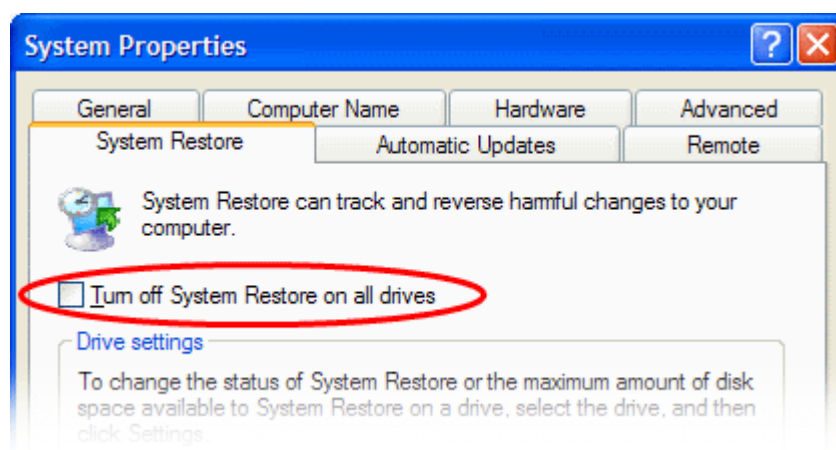 System Properties
General
Computer Name
Hardware
Advanced
System Restore
Automatic Updates
Remote
System Restore can track and reverse harmful changes to your
computer.
Turn off System Restore on all drives
Drive settings
To change the status of System Restore or the maximum amount of disk
space available to System Restore on a drive, select the drive, and then
click Settings.